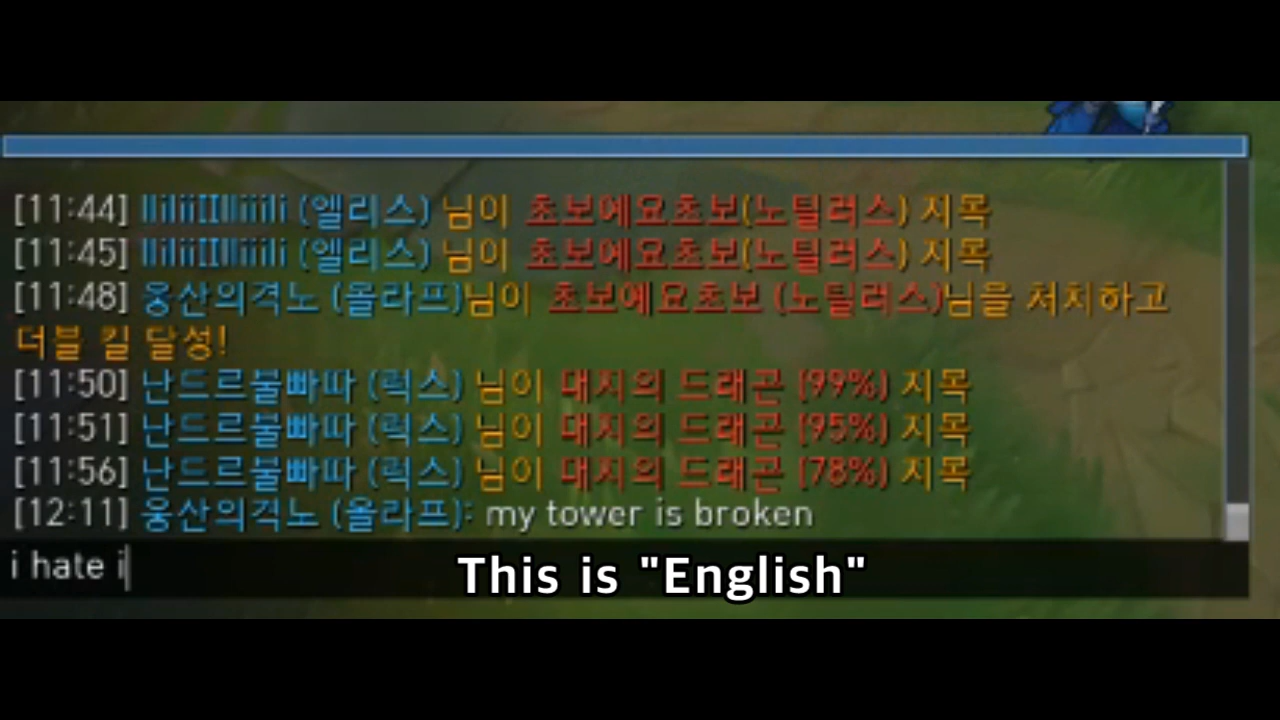 [11:44] (엘리스) 님이 초보예요초보(노틸러스) 지목
[11:45] (엘리스) 님이 초보예요초보(노틸러스) 지목
[11:48] 웅산의격노 (올라프)님이 초보예요초보 (노틸러스)님을 처치하고
더블 킬 달성!
[11:50] 난드르불빠따 (럭스) 님이 대지의 드래곤 (99%) 지목
[11:51] 난드르불빠따 (럭스) 님이 대지의 드래곤 (95%) 지목
[11:56] 난드르불빠따 (럭스) 님이 대지의 드래곤 (78%) 지목
[12:11] 웅산의격노 (올라프): my tower is broken
i hate i
This is "English"